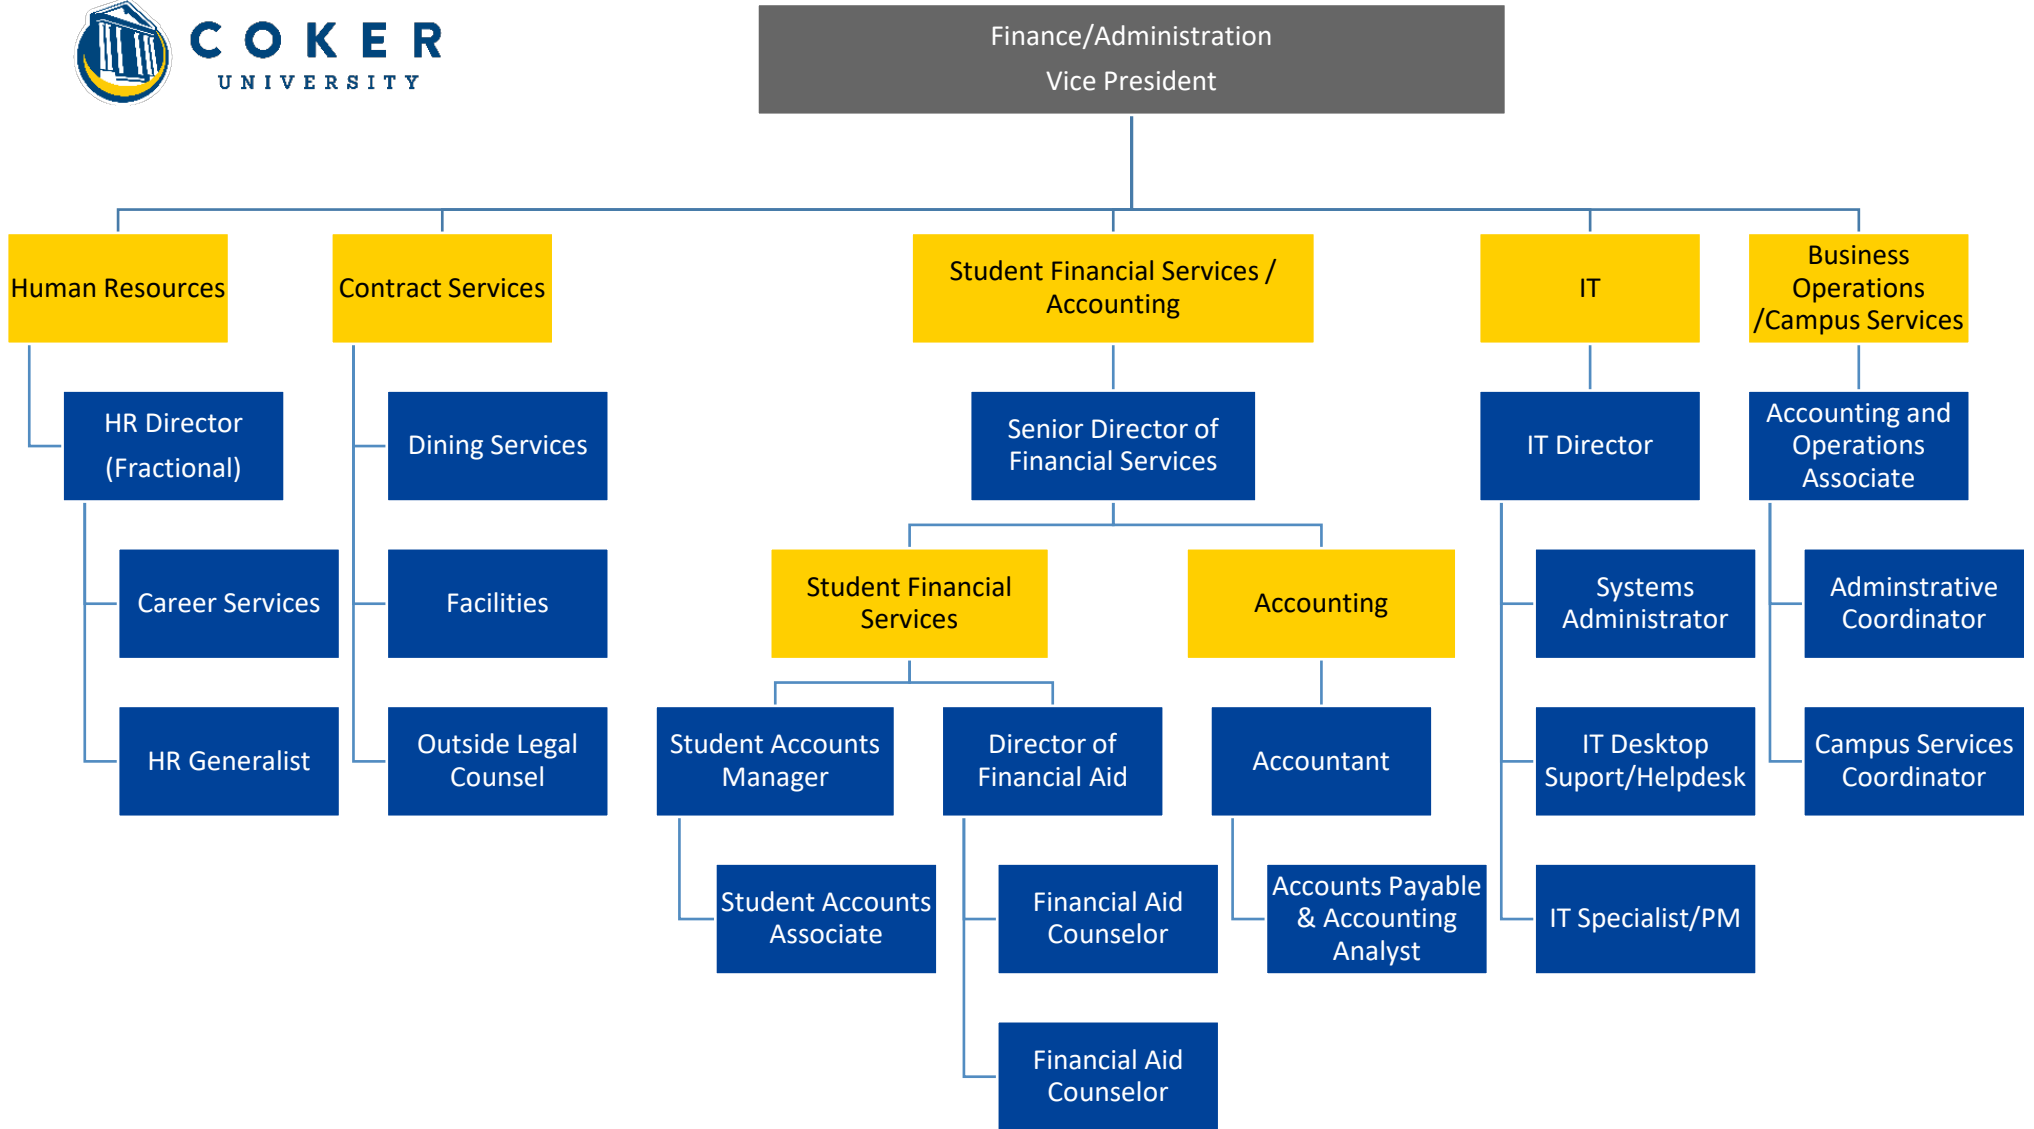 COKER
UNIVERSITY
Finance/Administration
Vice President
Human Resources
Contract Services
Student Financial Services /
Accounting
IT
Business
Operations
/Campus Services
HR Director
(Fractional)
Dining Services
Senior Director of
Financial Services
IT Director
Accounting and
Operations
Associate
Career Services
Facilities
Student Financial
Services
Accounting
Systems
Administrator
Adminstrative
Coordinator
HR Generalist
Outside Legal
Counsel
Student Accounts
Manager
Director of
Financial Aid
Accountant
IT Desktop
Suport/Helpdesk
Campus Services
Coordinator
Student Accounts
Associate
Financial Aid
Counselor
Accounts Payable
& Accounting
Analyst
IT Specialist/PM
Financial Aid
Counselor